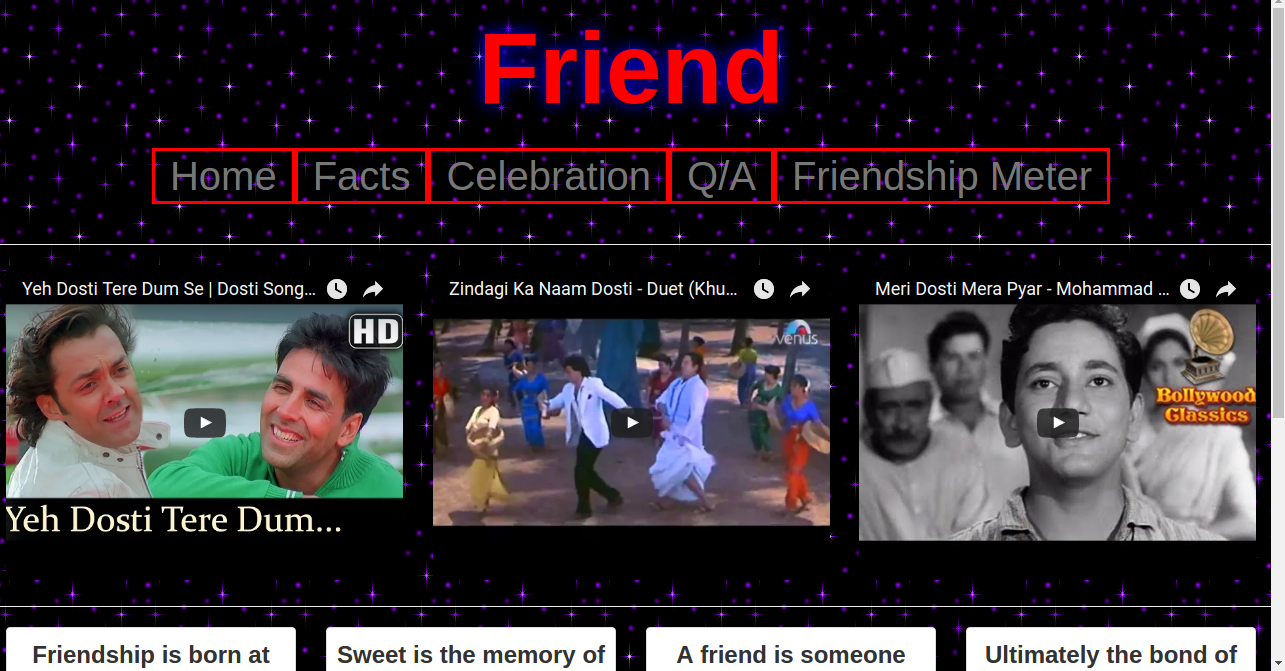 Friend
Home Facts Celebration Q/A Friendship Meter
Yeh Dosti Tere Dum Se | Dosti Song...
Zindagi Ka Naam Dosti - Duet (Khu...
Meri Dosti Mera Pyar - Mohammad ...
HD
venus
Bollywood
Classics
Yeh Dosti Tere Dum...
Friendship is born at
Sweet is the memory of
A friend is someone
Ultimately the bond of